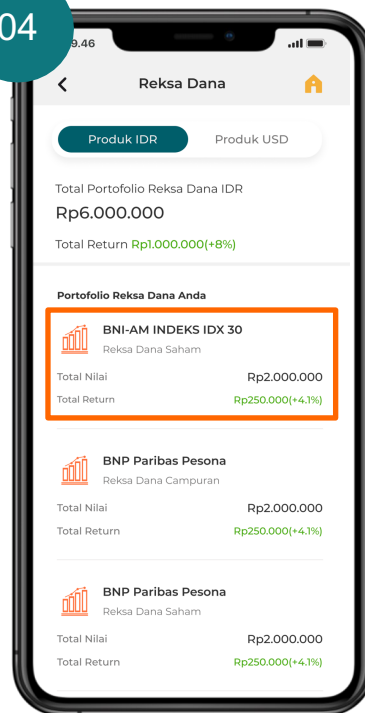 04
9.46
Reksa Dana
Produk IDR Produk USD
Total Portofolio Reksa Dana IDR
Rp6.000.000
Total Return Rp1.000.000(+8%)
Portofolio Reksa Dana Anda
BNI-AM INDEKS IDX 30
Reksa Dana Saham
Total Nilai Rp2.000.000
Total Return Rp250.000(+4.1%)
BNP Paribas Pesona
Reksa Dana Campuran
Total Nilai Rp2.000.000
Total Return Rp250.000(+4.1%)
BNP Paribas Pesona
Reksa Dana Saham
Total Nilai Rp2.000.000
Total Return Rp250.000(+4.1%)